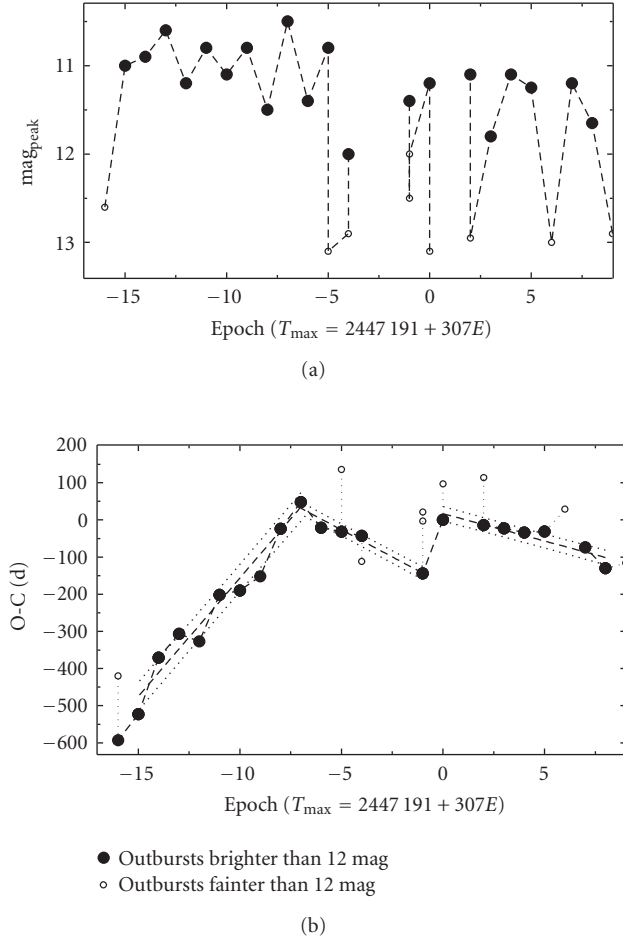 11
12
13
mag_peak
−15 −10 −5 0 5
Epoch (T_max = 2447 191 + 307E)
(a)
200
100
0
−100
−200
−300
−400
−500
−600
O-C (d)
−15 −10 −5 0 5
Epoch (T_max = 2447 191 + 307E)
Outbursts brighter than 12 mag
Outbursts fainter than 12 mag
(b)